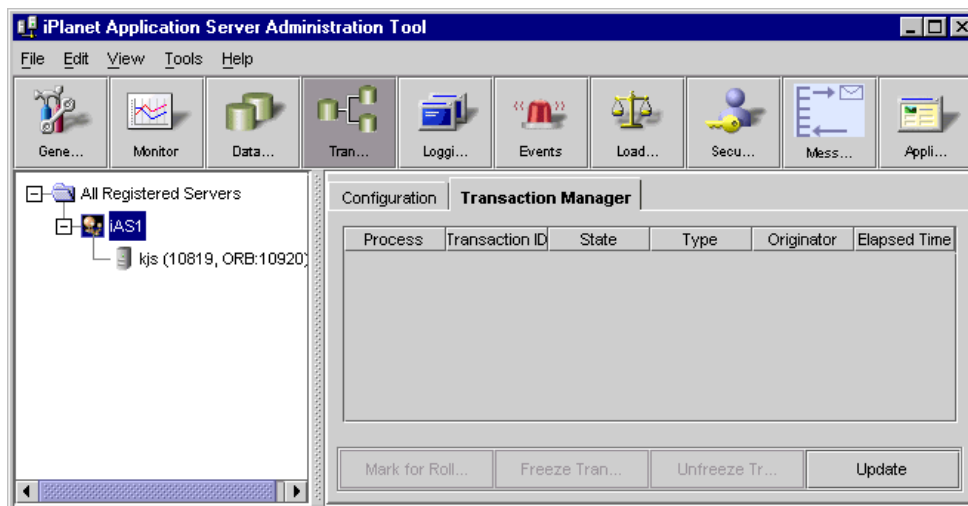 iPlanet Application Server Administration Tool
File Edit View Tools Help
Gene... Monitor Data... Tran... Loggi... Events Load... Secu... Mess... Appli...
All Registered Servers
iAS1
kjs (10819, ORB:10920)
Configuration Transaction Manager
Process Transaction ID State Type Originator Elapsed Time
Mark for Roll... Freeze Tran... Unfreeze Tr... Update